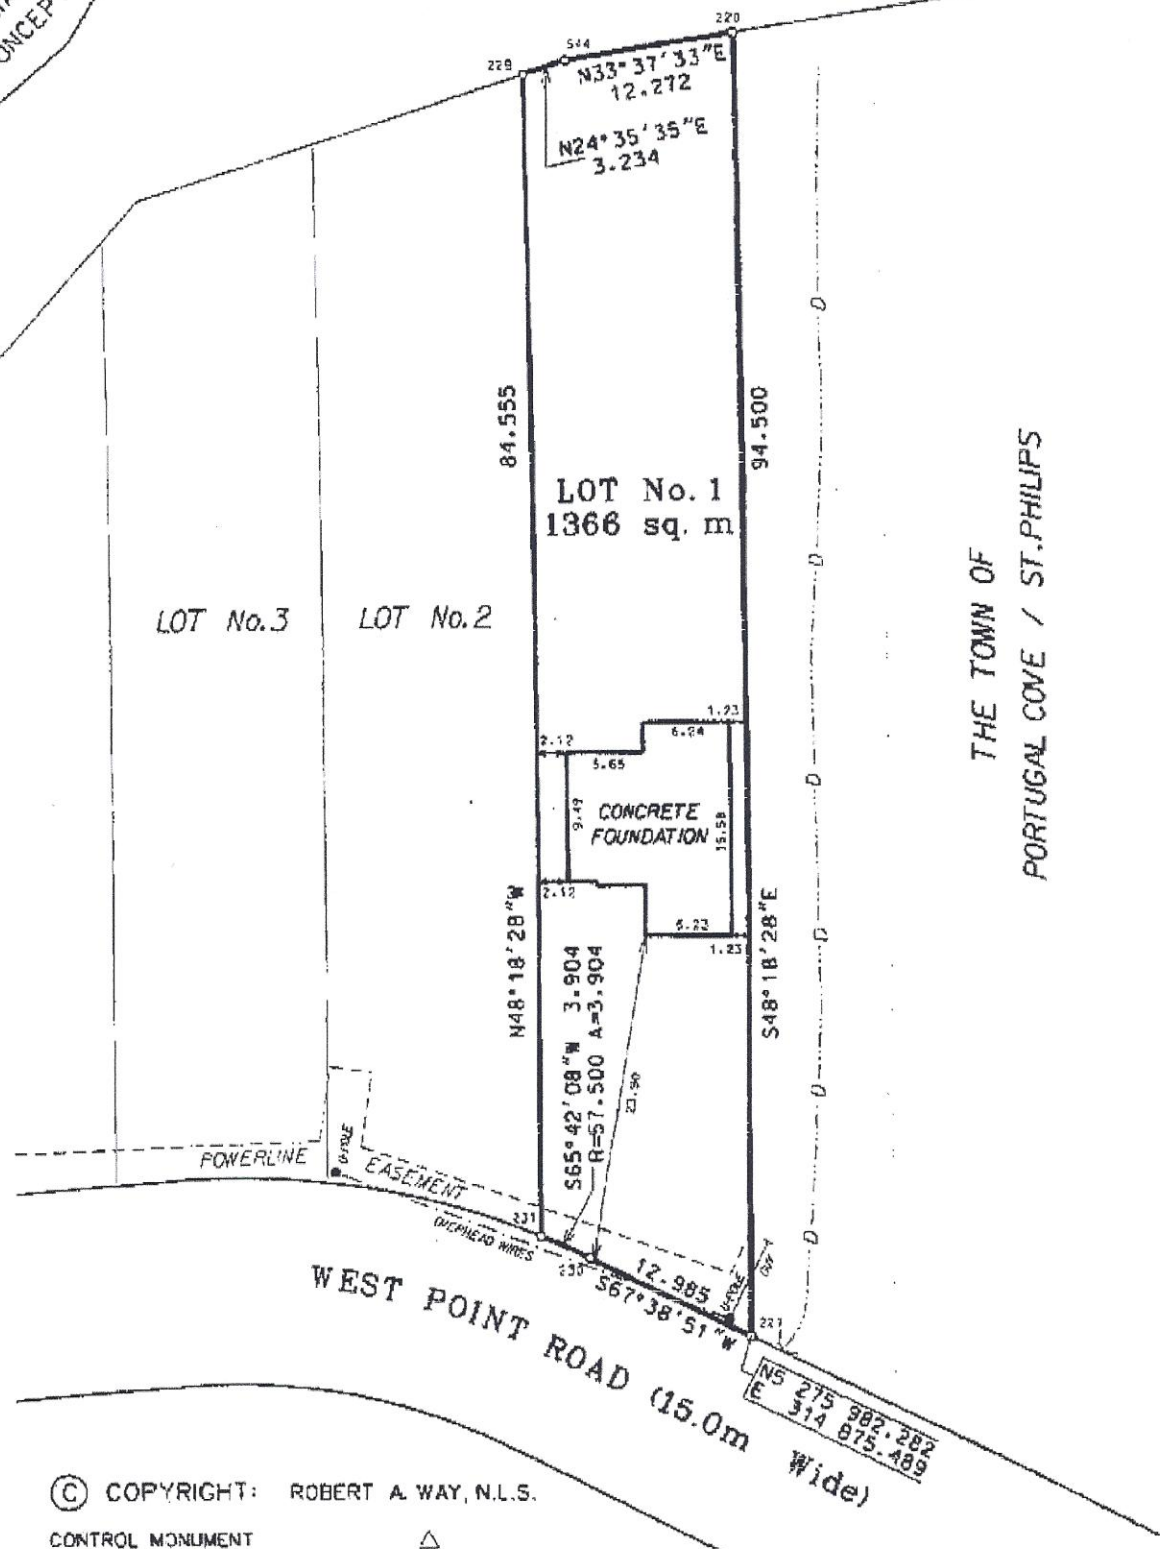 ONCEP
229
544
220
N33°37'33"E
12.272
N24°35'35"E
3.234
84.555
94.500
LOT No. 1
1366 sq. m
LOT No.3
LOT No.2
THE TOWN OF
PORTUGAL COVE / ST.PHILIPS
1.23
6.24
2.12
5.65
9.49
CONCRETE
FOUNDATION
15.58
2.12
1.23
N48°18'28"W
S48°18'28"E
S65°42'08"W 3.904
R=57.500 A=3.904
POWERLINE
U-POLE
EASEMENT
OVERHEAD WIRES
231
230
12.985
S67°38'51"W
U-POLE
GUY
D
D
D
D
D
D
WEST POINT ROAD (15.0m Wide)
N5 275 982.282
E 314 875.489
© COPYRIGHT: ROBERT A. WAY, N.L.S.
CONTROL MONUMENT △